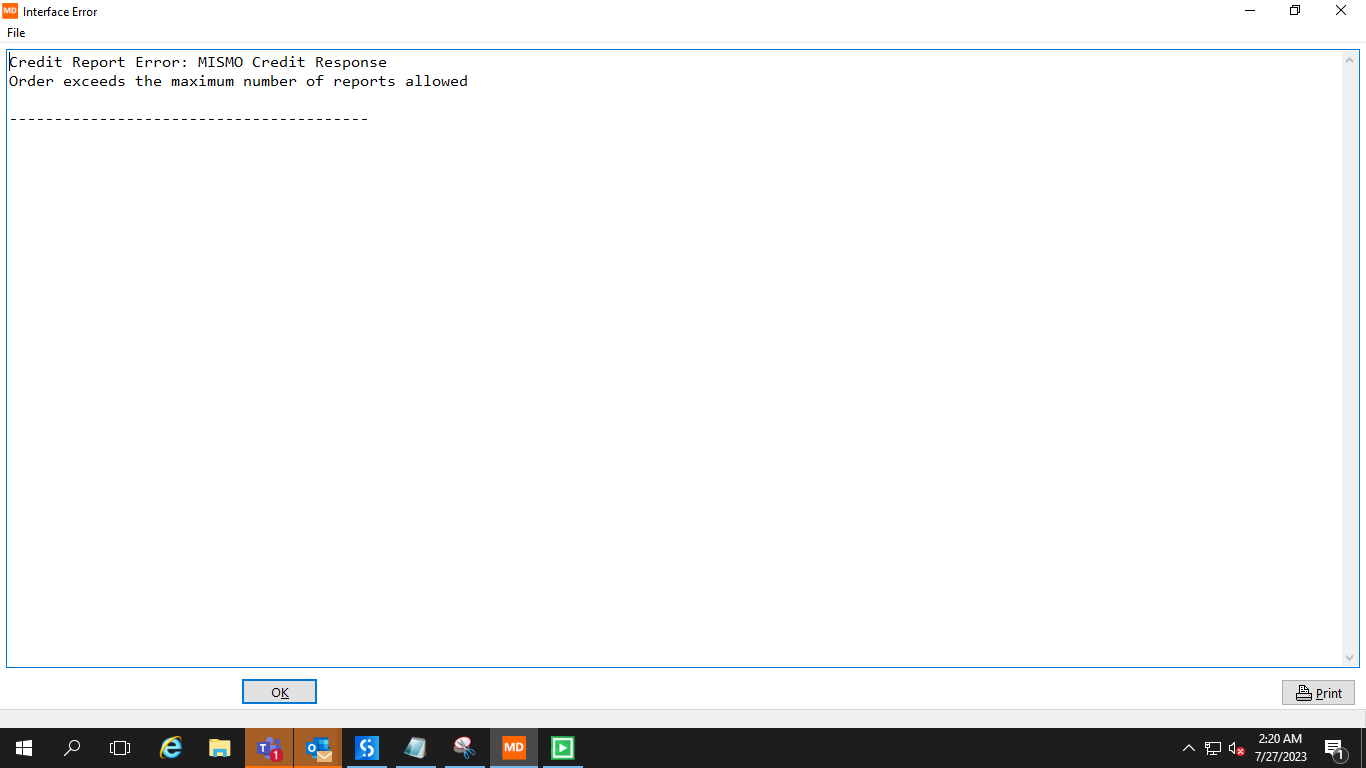 MD Interface Error
File
Credit Report Error: MISMO Credit Response
Order exceeds the maximum number of reports allowed
----------------------------------------
OK
Print
1
MD
2:20 AM
7/27/2023
1